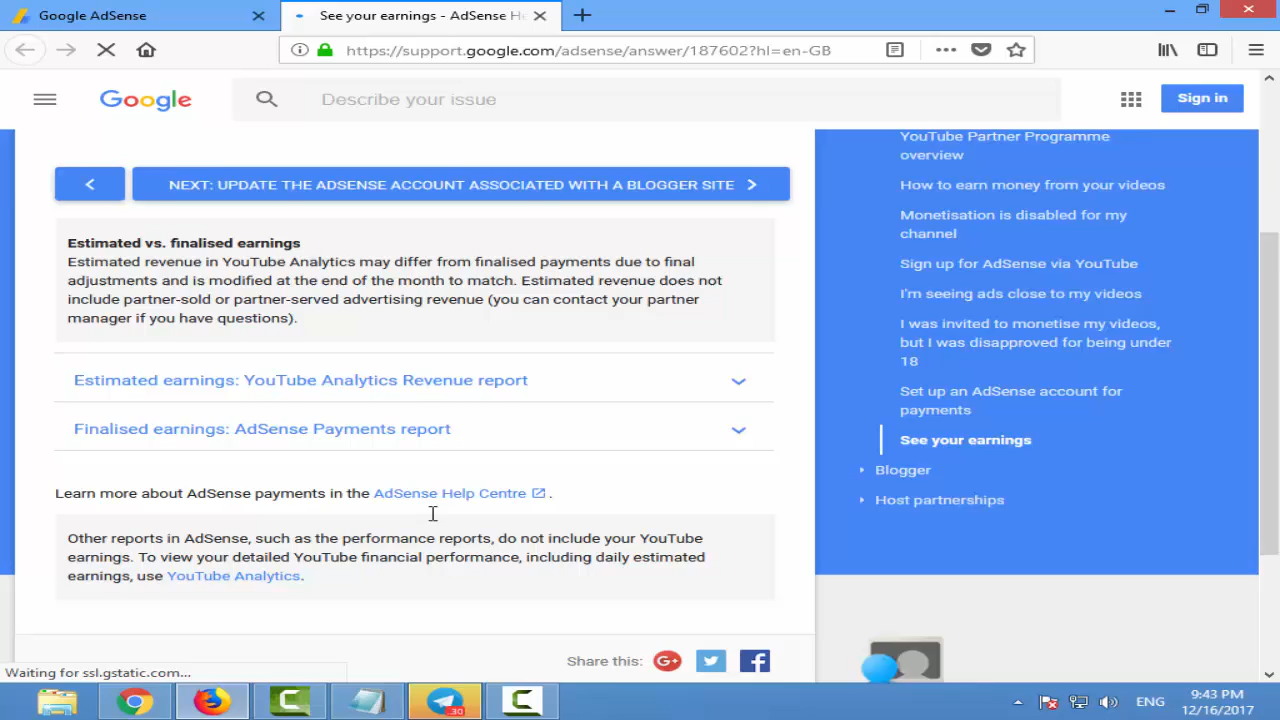 Google AdSense
See your earnings - AdSense He
https://support.google.com/adsense/answer/187602?hl=en-GB
Google
Describe your issue
Sign in
NEXT: UPDATE THE ADSENSE ACCOUNT ASSOCIATED WITH A BLOGGER SITE
Estimated vs. finalised earnings
Estimated revenue in YouTube Analytics may differ from finalised payments due to final
adjustments and is modified at the end of the month to match. Estimated revenue does not
include partner-sold or partner-served advertising revenue (you can contact your partner
manager if you have questions).
Estimated earnings: YouTube Analytics Revenue report
Finalised earnings: AdSense Payments report
Learn more about AdSense payments in the AdSense Help Centre .
Other reports in AdSense, such as the performance reports, do not include your YouTube
earnings. To view your detailed YouTube financial performance, including daily estimated
earnings, use YouTube Analytics.
Share this:
G+
YouTube Partner Programme
overview
How to earn money from your videos
Monetisation is disabled for my
channel
Sign up for AdSense via YouTube
I'm seeing ads close to my videos
I was invited to monetise my videos,
but I was disapproved for being under
18
Set up an AdSense account for
payments
See your earnings
Blogger
Host partnerships
Waiting for ssl.gstatic.com...
30
ENG
9:43 PM
12/16/2017